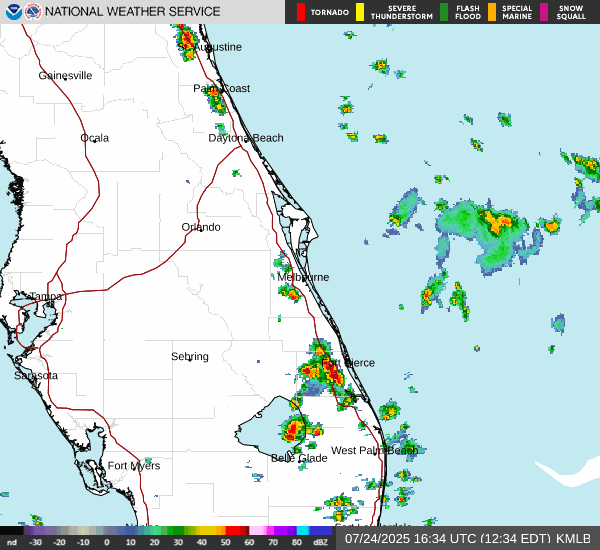 NATIONAL WEATHER SERVICE
TORNADO
SEVERE THUNDERSTORM
FLASH FLOOD
SPECIAL MARINE
SNOW SQUALL
St. Augustine
Gainesville
Palm Coast
Ocala
Daytona Beach
Orlando
Melbourne
Tampa
Sebring
Fort Pierce
Sarasota
West Palm Beach
Belle Glade
Fort Myers
nd -30 -20 -10 0 10 20 30 40 50 60 70 80 dBZ
07/24/2025 16:34 UTC (12:34 EDT) KMLB